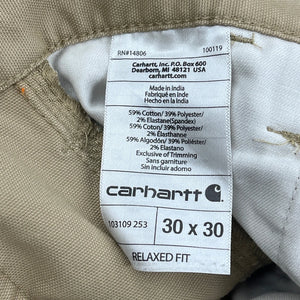 RN#14806 100119
Carhartt, Inc. P.O. Box 600
Dearborn, MI 48121 USA
carhartt.com
Made in India
Fabriqué en Inde
Hecho en la India
59% Cotton/ 39% Polyester/
2% Elastane(Spandex)
59% Coton/ 39% Polyester/
2% Élasthanne
59% Algodón/ 39% Poliéster/
2% Elastano
Exclusive of Trimming
Sans garniture
Sin incluir los adornos
carhartt
103109 253 30 x 30
RELAXED FIT